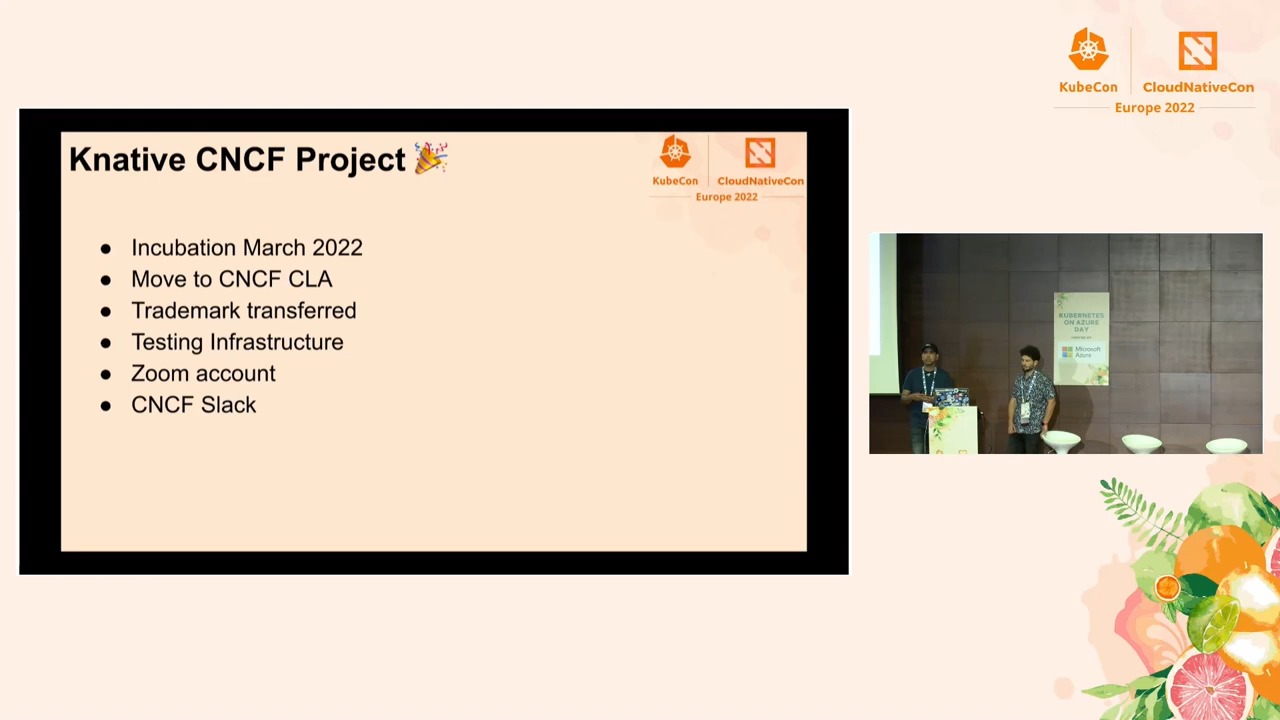 KubeCon
CloudNativeCon
Europe 2022
Knative CNCF Project
KubeCon
CloudNativeCon
Europe 2022
Incubation March 2022
Move to CNCF CLA
Trademark transferred
Testing Infrastructure
Zoom account
CNCF Slack
KUBERNETES
ON AZURE
DAY
Microsoft
Azure